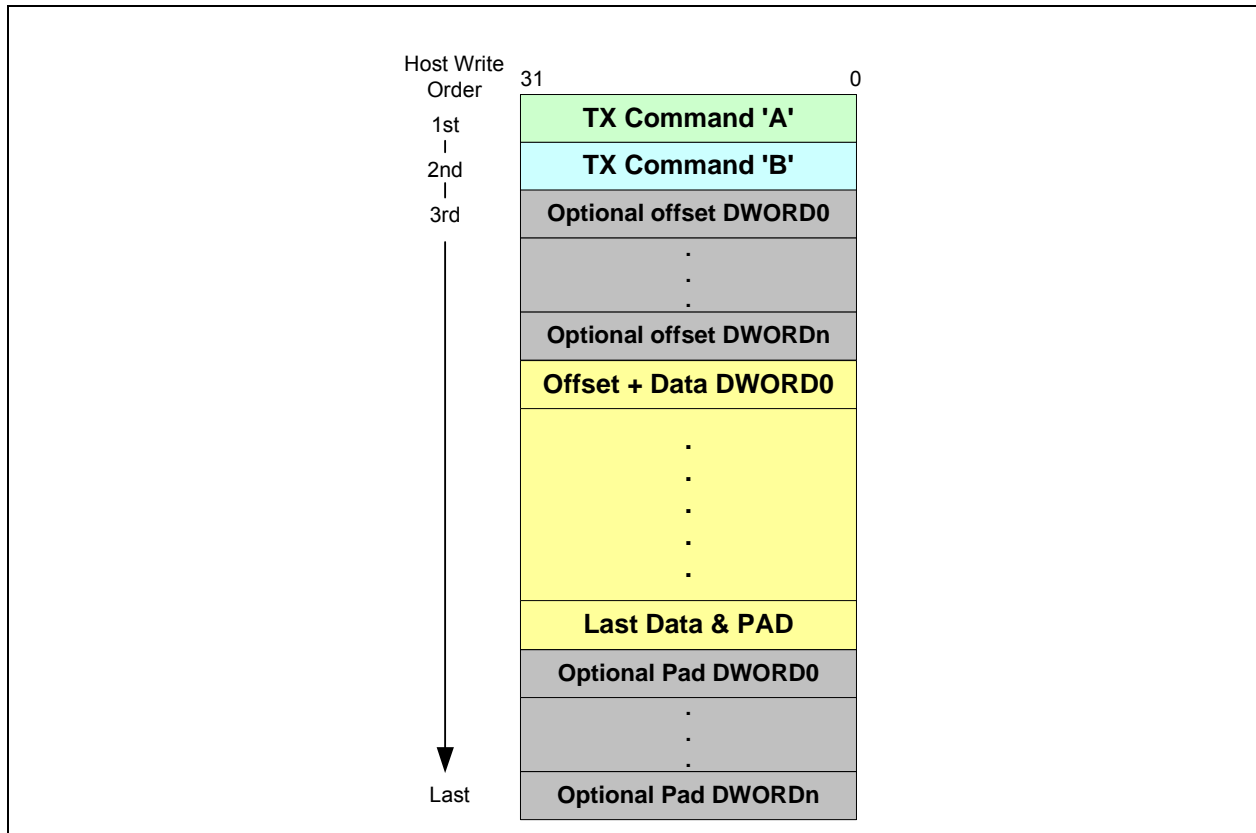 Host Write
Order
31 0
1st
TX Command 'A'
2nd
TX Command 'B'
3rd
Optional offset DWORD0
.
.
.
Optional offset DWORDn
Offset + Data DWORD0
.
.
.
.
.
Last Data & PAD
Optional Pad DWORD0
.
.
.
Last
Optional Pad DWORDn